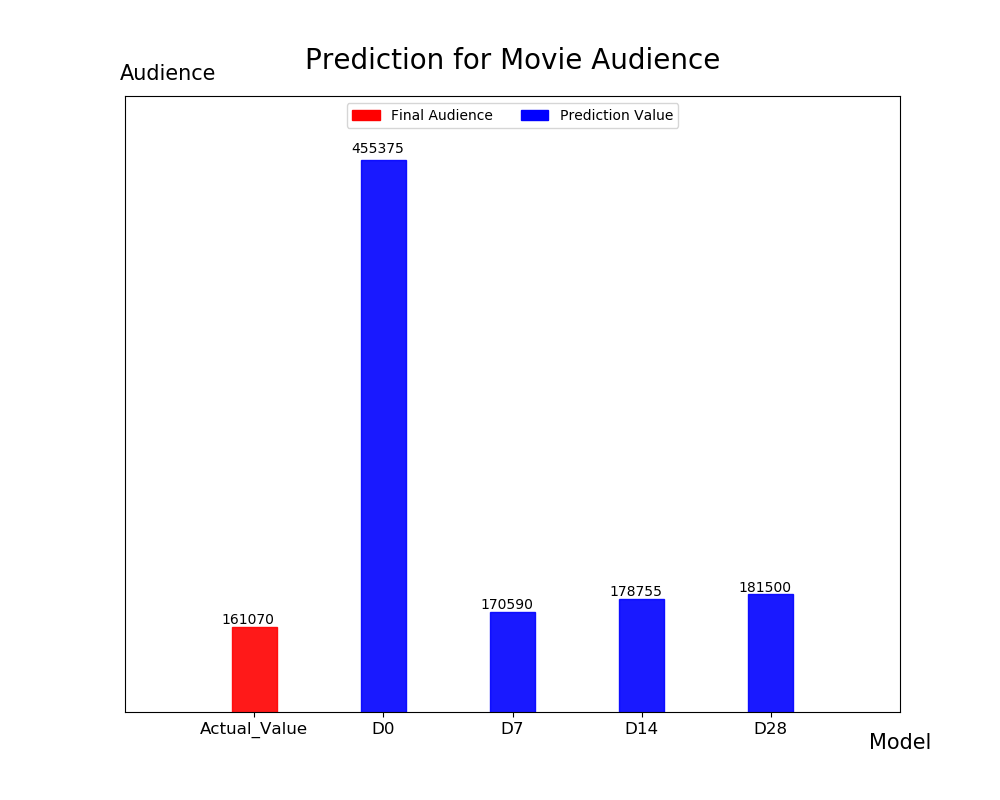 Prediction for Movie Audience
Audience
Final Audience Prediction Value
455375
161070
170590
178755
181500
Actual_Value D0 D7 D14 D28
Model